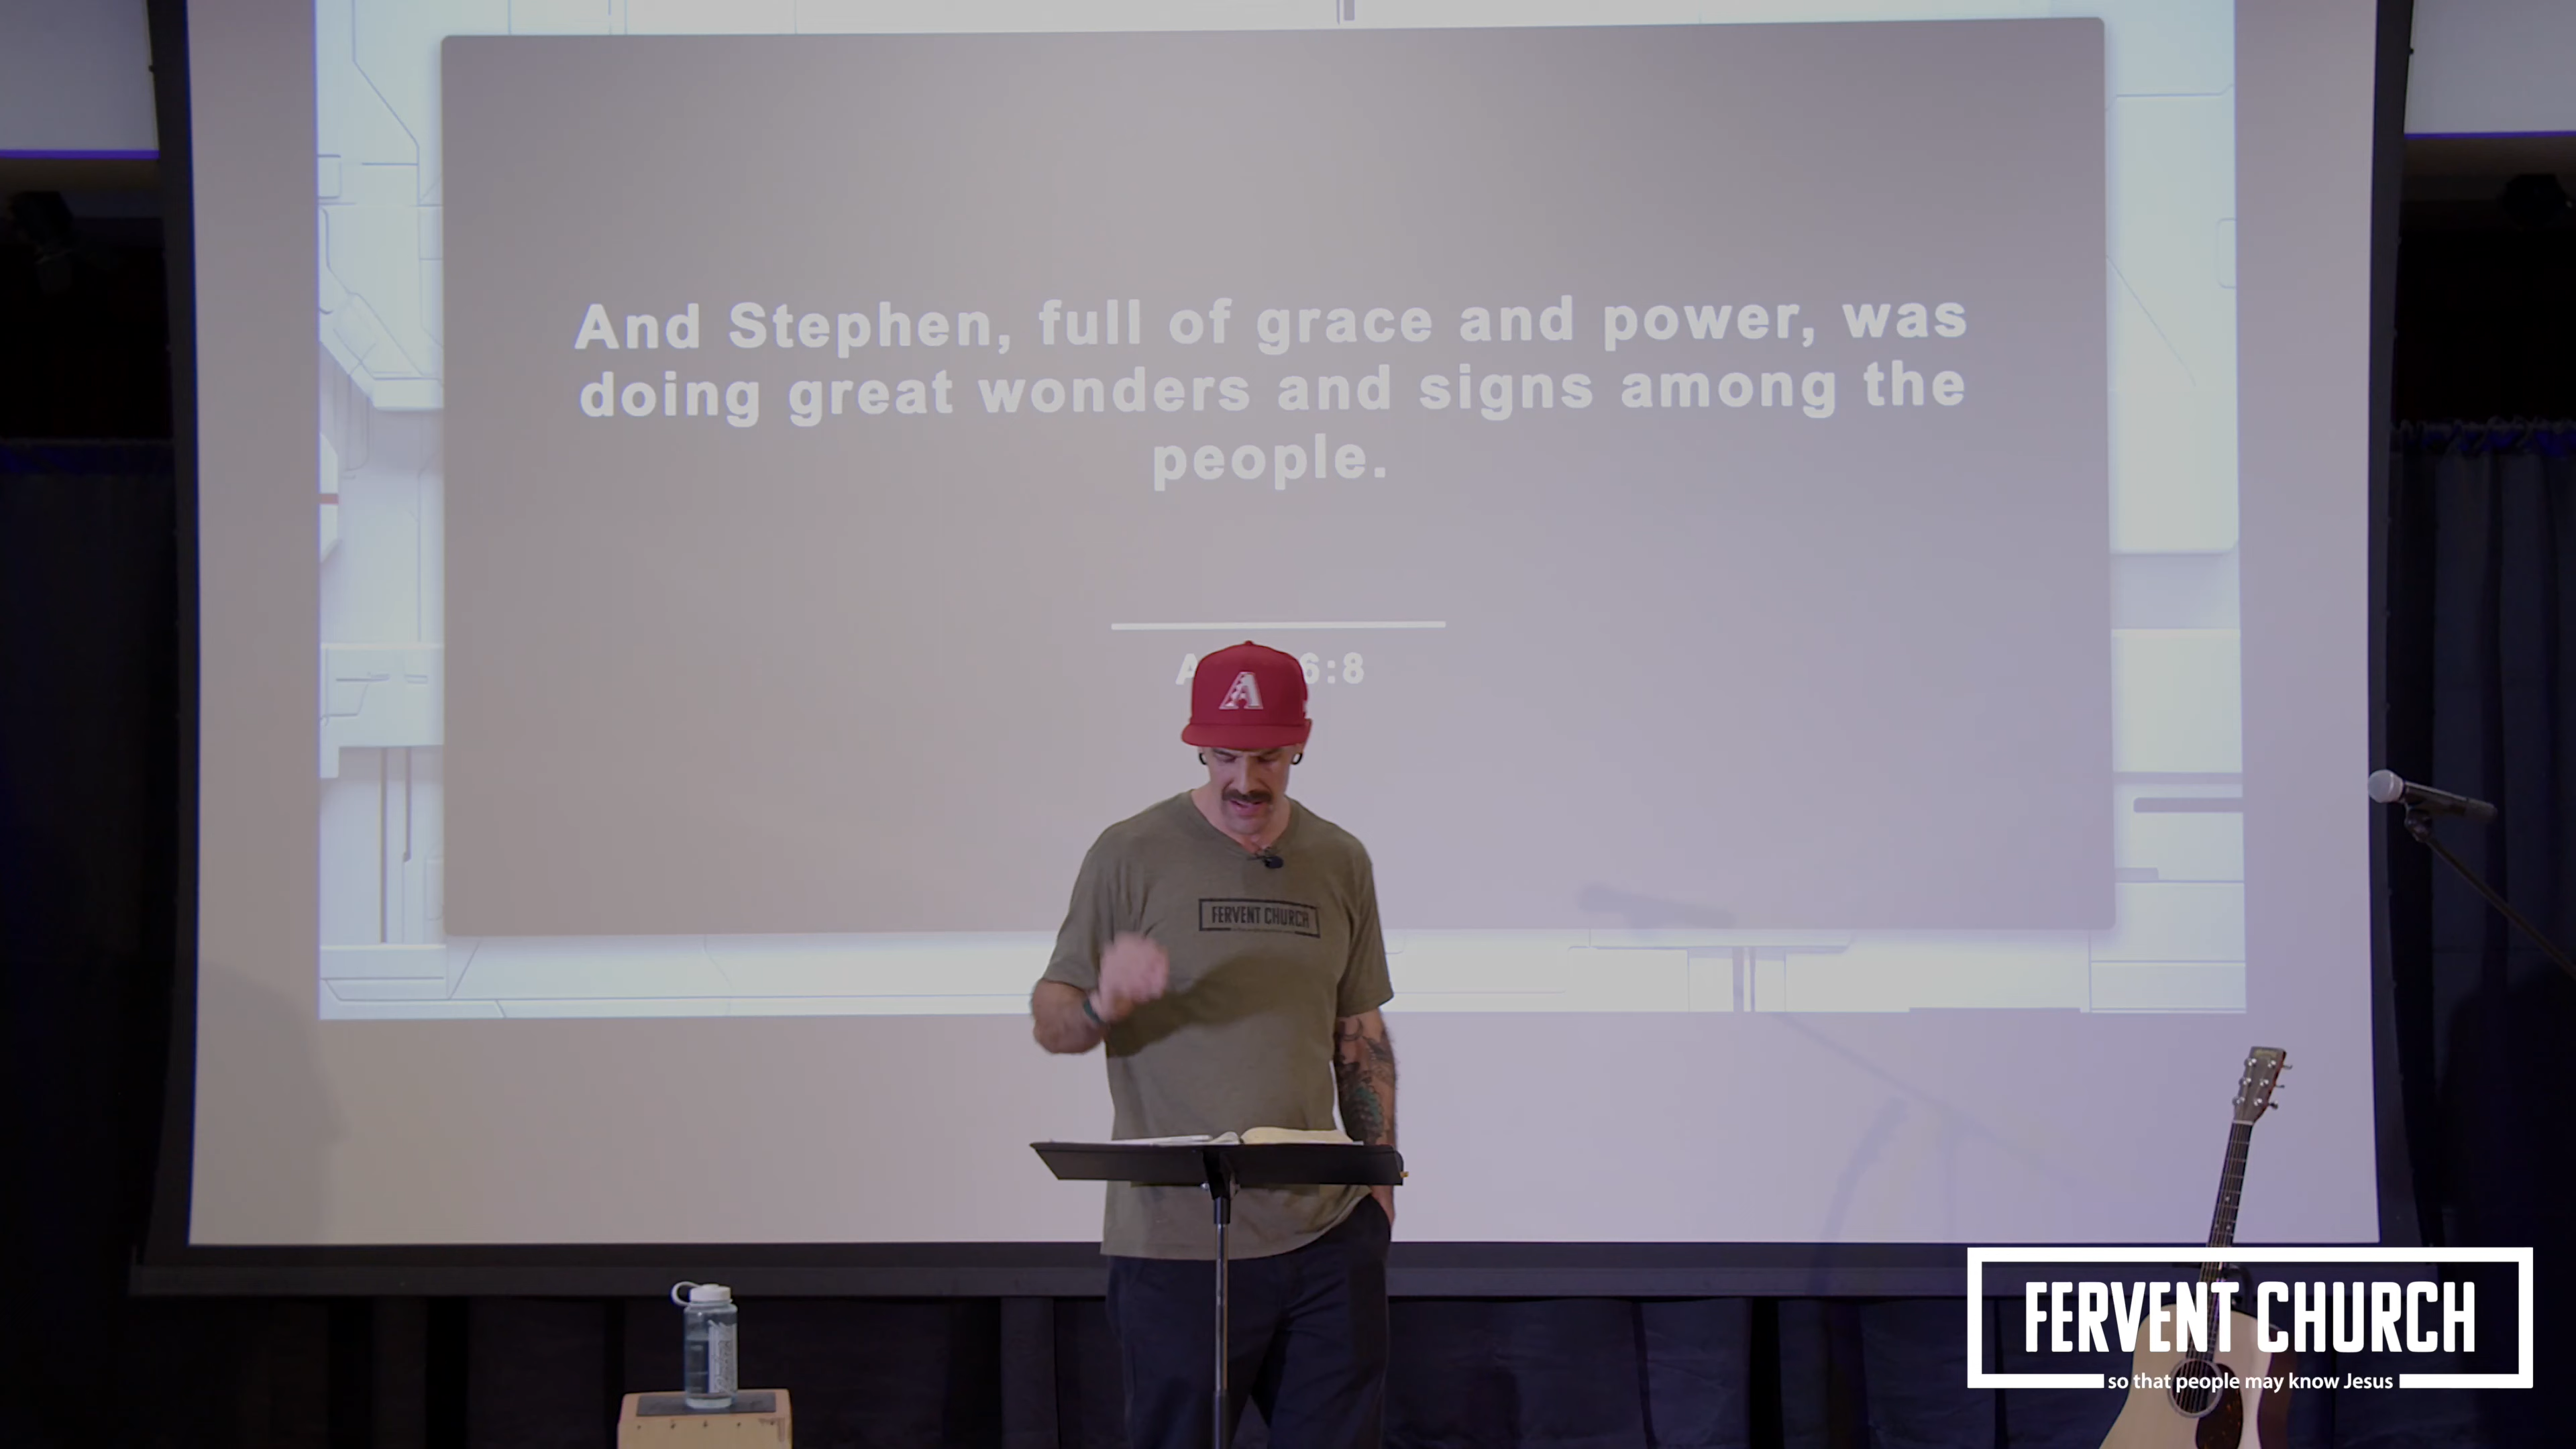 And Stephen, full of grace and power, was
doing great wonders and signs among the
people.
6:8
A
FERVENT CHURCH
FERVENT CHURCH
so that people may know Jesus